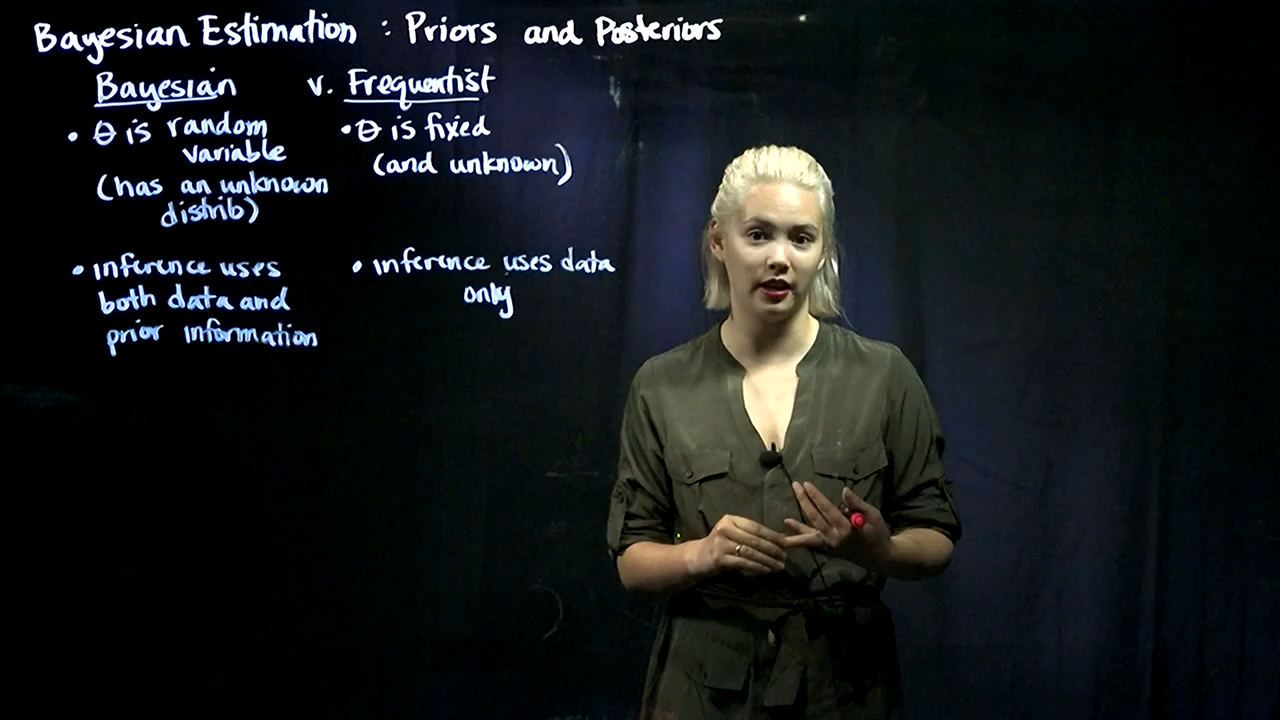 Bayesian Estimation : Priors and Posteriors
Bayesian v. Frequentist
• θ is random
variable
(has an unknown
distrib)
• θ is fixed
(and unknown)
• inference uses
both data and
prior information
• inference uses data
only